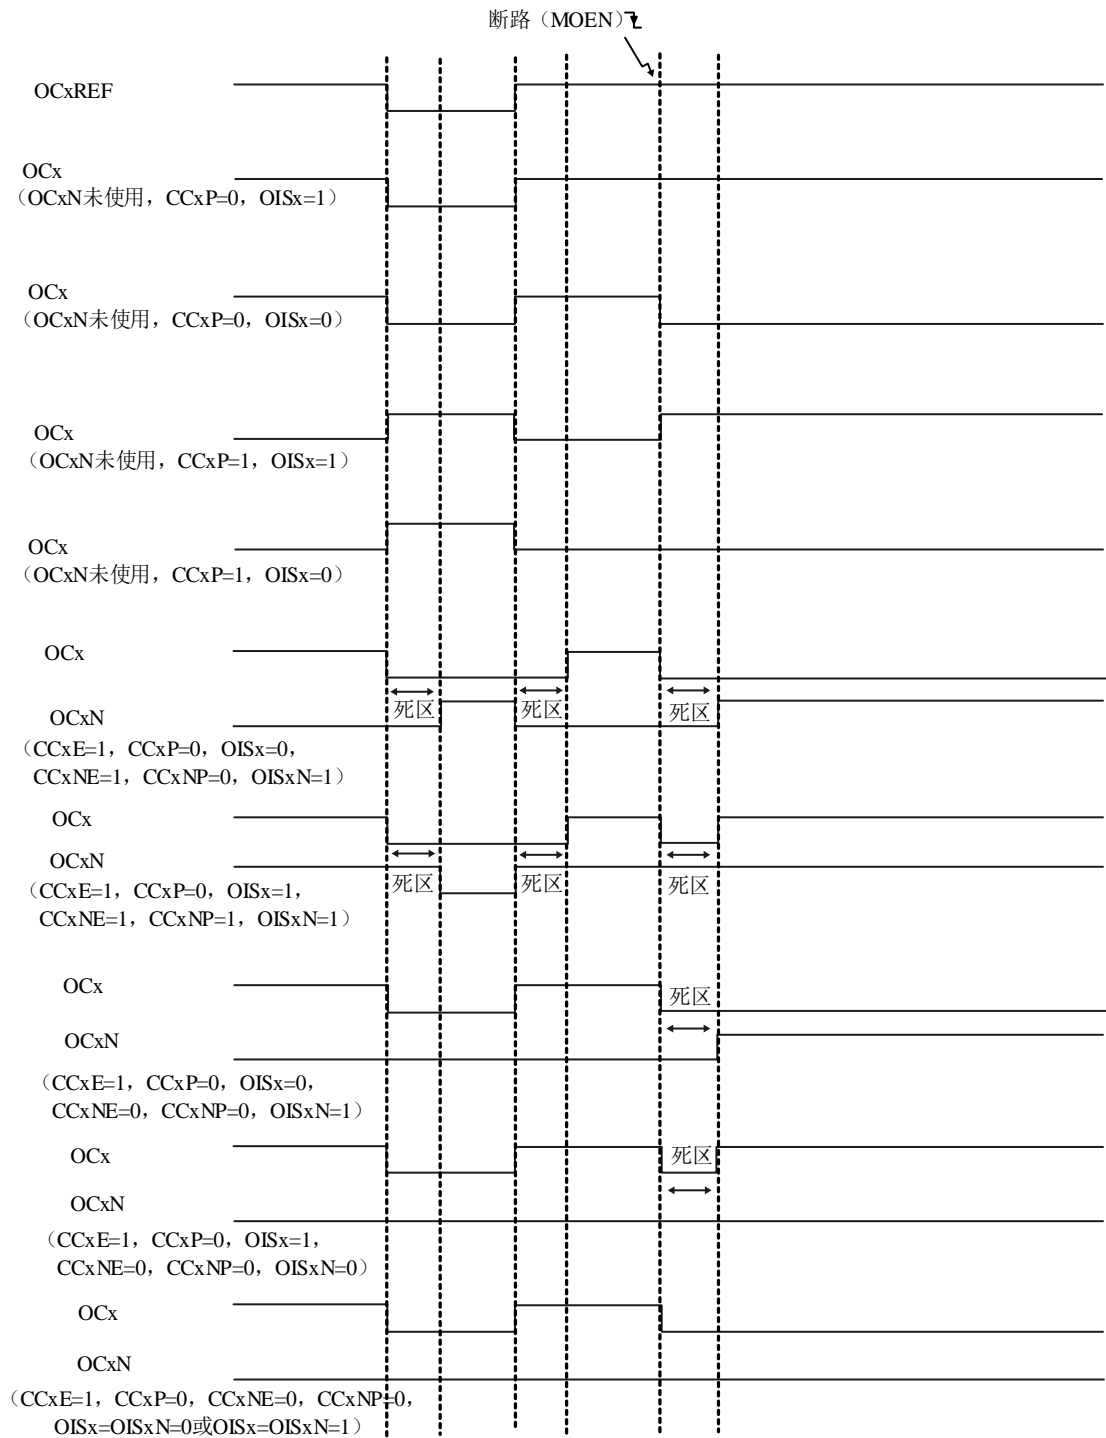 断路（MOEN）
OCxREF
OCx
（OCxN未使用，CCxP=0，OISx=1）
OCx
（OCxN未使用，CCxP=0，OISx=0）
OCx
（OCxN未使用，CCxP=1，OISx=1）
OCx
（OCxN未使用，CCxP=1，OISx=0）
OCx
死区 死区 死区
OCxN
（CCxE=1，CCxP=0，OISx=0，
CCxNE=1，CCxNP=0，OISxN=1）
OCx
OCxN
死区 死区 死区
（CCxE=1，CCxP=0，OISx=1，
CCxNE=1，CCxNP=1，OISxN=1）
OCx
死区
OCxN
（CCxE=1，CCxP=0，OISx=0，
CCxNE=0，CCxNP=0，OISxN=1）
OCx
死区
OCxN
（CCxE=1，CCxP=0，OISx=1，
CCxNE=0，CCxNP=0，OISxN=0）
OCx
OCxN
（CCxE=1，CCxP=0，CCxNE=0，CCxNP=0，
OISx=OISxN=0或OISx=OISxN=1）